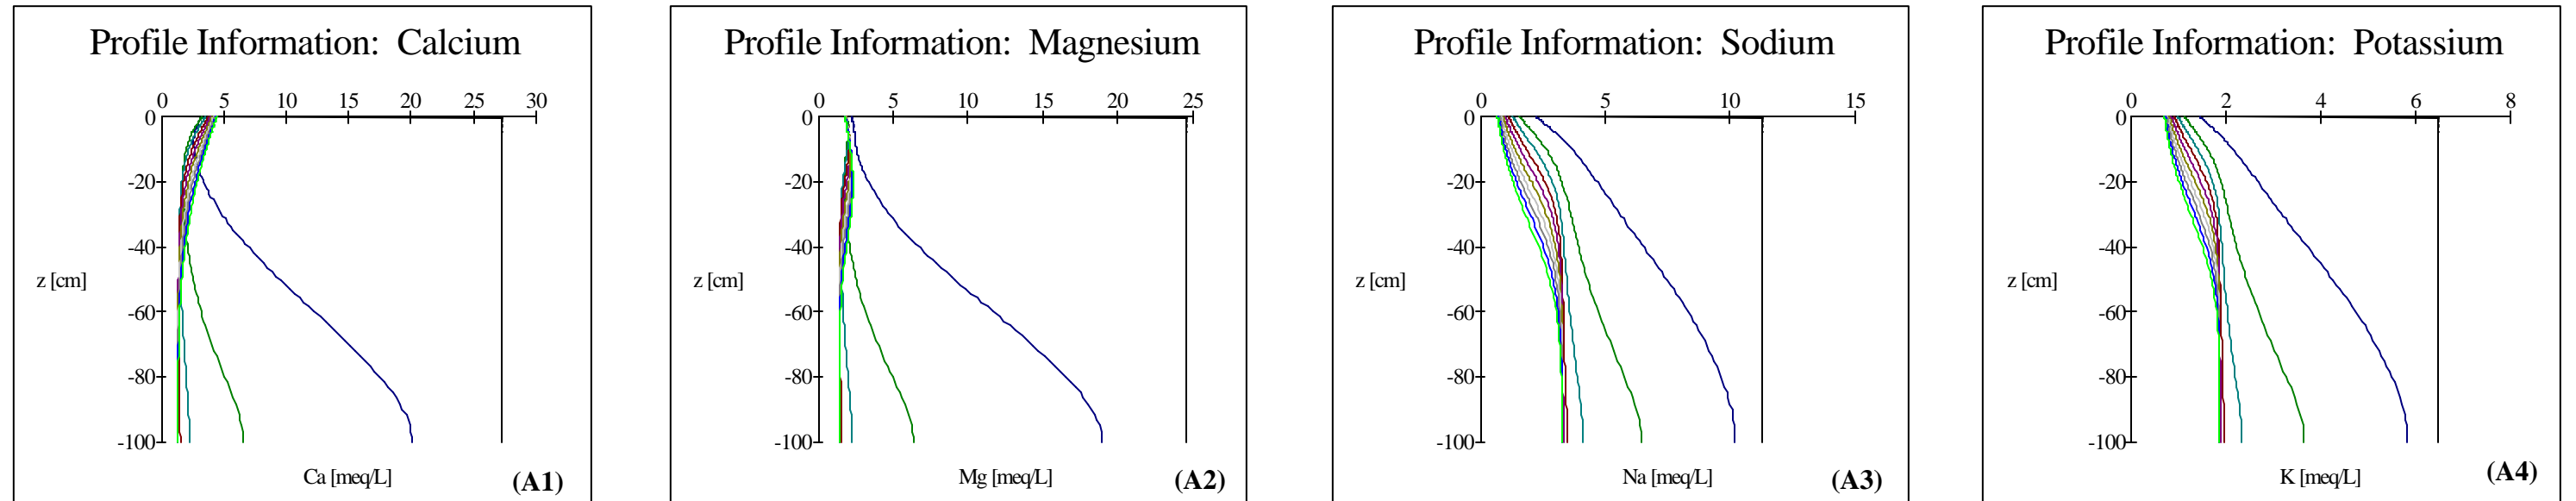 Profile Information: Calcium
0 5 10 15 20 25 30
0
-20
-40
z [cm]
-60
-80
-100
Ca [meq/L]
(A1)
Profile Information: Magnesium
0 5 10 15 20 25
0
-20
-40
z [cm]
-60
-80
-100
Mg [meq/L]
(A2)
Profile Information: Sodium
0 5 10 15
0
-20
-40
z [cm]
-60
-80
-100
Na [meq/L]
(A3)
Profile Information: Potassium
0 2 4 6 8
0
-20
-40
z [cm]
-60
-80
-100
K [meq/L]
(A4)